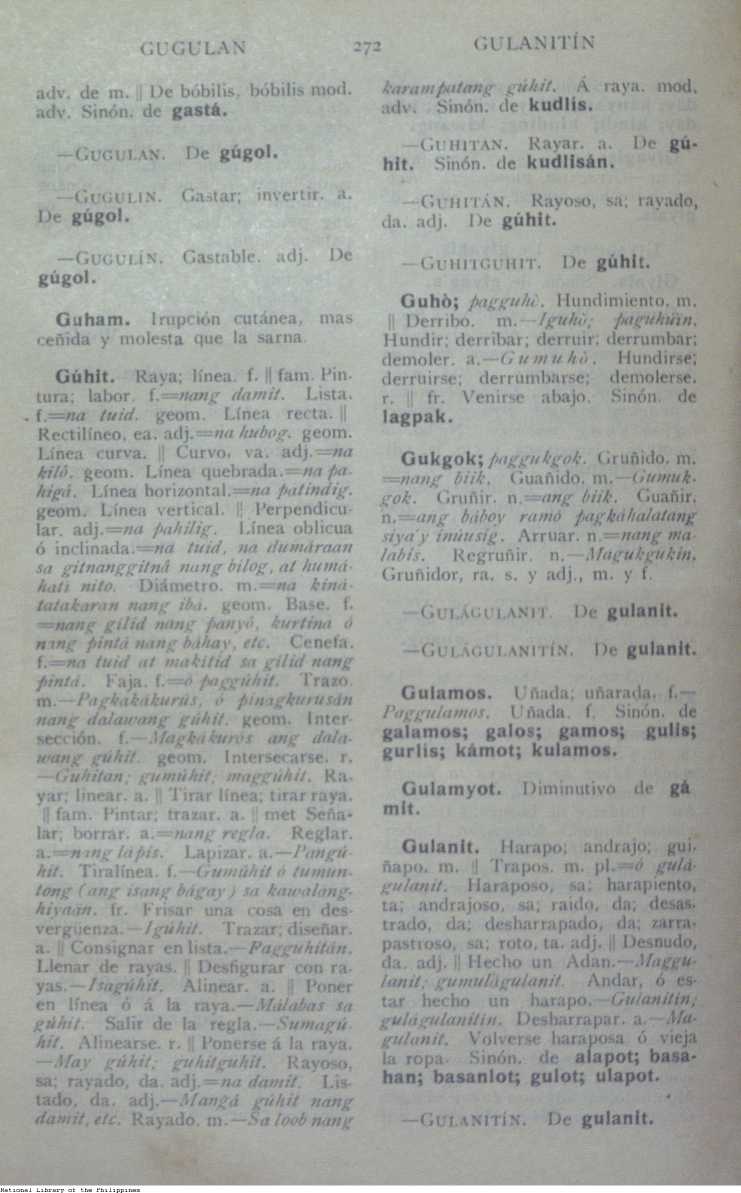 GUGULAN
272
GULANITÍN
adv. de m. || De bóbilis, bóbilis mod.
adv. Sinón. de gastá.
—GUGULAN. De gúgol.
—GUGULIN. Gastar; invertir. a.
De gúgol.
—GUGULÍN. Gastable. adj. De
gúgol.
Guham. Irupción cutánea, mas
ceñida y molesta que la sarna.
Gúhit. Raya; línea. f. || fam. Pin-
tura; labor. f.=nang damit. Lista.
f.=na tuid. geom. Línea recta. ||
Rectilíneo, ea. adj.=na hubog. geom.
Línea curva. || Curvo, va. adj.=na
kiló. geom. Línea quebrada.=na pa-
higá. Línea horizontal.=na patindig.
geom. Línea vertical. || Perpendicu-
lar. adj.=na pahilig. Línea oblicua
ó inclinada.=na tuid, na dumáraan
sa gitnanggitná nang bilog, at humá-
hati nito. Diámetro. m.=na kiná-
tatakaran nang ibá. geom. Base. f.
=nang gilid nang panyó, kurtina ó
nang pintá nang báhay, etc. Cenefa.
f.=na tuid at makitid sa gilid nang
pintá. Faja. f.=ó paggúhit. Trazo.
m.—Pagkakákurús, ó pinagkurusán
nang dalawang gúhit. geom. Inter-
sección. f.—Magkákurós ang dala-
wang gúhit. geom. Intersecarse. r.
—Guhitan; gumúhit; maggúhit. Ra-
yar; linear. a. || Tirar línea; tirar raya.
|| fam. Pintar; trazar. a. || met Seña-
lar; borrar. a.=nang regla. Reglar.
a.=nang lápis. Lapizar. a.—Pangú-
hit. Tiralínea. f.—Gumúhit ó tumun-
tong (ang isang bágay) sa kawalang-
hiyaán. fr. Frisar una cosa en des-
vergüenza.—Igúhit. Trazar; diseñar.
a. || Consignar en lista.—Pagguhitán.
Llenar de rayas. || Desfigurar con ra-
yas.—Isagúhit. Alinear. a. || Poner
en línea ó á la raya.—Málabas sa
gúhit. Salir de la regla.—Sumagú-
hit. Alinearse. r. || Ponerse á la raya.
—May gúhit; guhitguhit. Rayoso,
sa; rayado, da. adj.=na damit. Lis-
tado, da. adj.—Mangá gúhit nang
damit, etc. Rayado. m.—Sa loob nang
karampatang gúhit. Á raya. mod.
adv. Sinón. de kudlís.
—GUHITAN. Rayar. a. De gú-
hit. Sinón. de kudlisán.
—GUHITÁN. Rayoso, sa; rayado,
da. adj. De gúhit.
—GUHITGUHIT. De gúhit.
Guhò; pagguhò. Hundimiento. m.
|| Derribo. m.—Iguhò; paguhuin.
Hundir; derribar; derruir; derrumbar;
demoler. a.—Gumuhò. Hundirse;
derruirse; derrumbarse; demolerse.
r. || fr. Venirse abajo. Sinón. de
lagpak.
Gukgok; paggukgok. Gruñido. m.
=nang biik. Guañido. m.—Gumuk-
gok. Gruñir. n.=ang biik. Guañir.
n.=ang báboy ramó pagkáhalatang
siya'y inúusig. Arruar. n.=nang ma-
labis. Regruñir. n.—Magukgukin.
Gruñidor, ra. s. y adj., m. y f.
—GULÁGULANIT. De gulanit.
—GULÁGULANITÍN. De gulanit.
Gulamos. Uñada; uñarada. f.—
Paggulamos. Uñada. f. Sinón. de
galamos; galos; gamos; gulis;
gurlis; kámot; kulamos.
Gulamyot. Diminutivo de gá
mit.
Gulanit. Harapo; andrajo; gui-
ñapo. m. || Trapos. m. pl.=ó gulá-
gulanit. Haraposo, sa; harapiento,
ta; andrajoso, sa; raido, da; desas-
trado, da; desharrapado, da; zarra-
pastroso, sa; roto, ta. adj. || Desnudo,
da. adj. || Hecho un Adan.—Maggu-
lanit; gumulágulanit. Andar, ó es-
tar hecho un harapo.—Gulanitin;
gulágulanitin. Desharrapar. a.—Ma-
gulanit. Volverse haraposa ó vieja
la ropa. Sinón. de alapot; basa-
han; basanlot; gulot; ulapot.
—GULANITÍN. De gulanit.
National Library of the Philippines